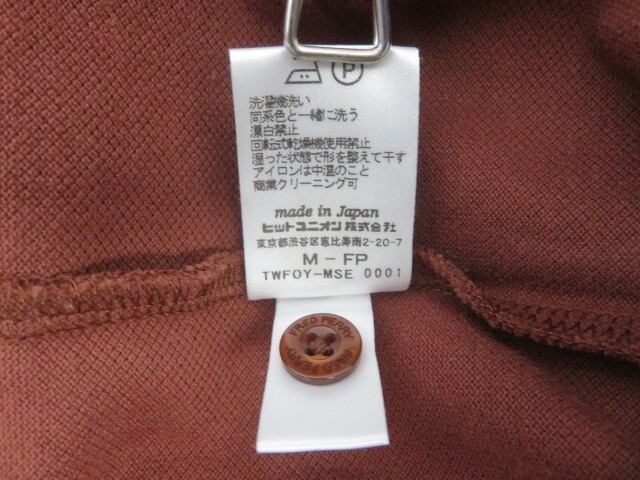 P
洗濯機洗い
同系色と一緒に洗う
漂白禁止
回転式乾燥機使用禁止
湿った状態で形を整えて干す
アイロンは中温のこと
商業クリーニング可
made in Japan
ヒットユニオン株式会社
東京都渋谷区恵比寿南2-20-7
M - FP
TWFOY-MSE 0001
FRED PERRY
FRED PERRY